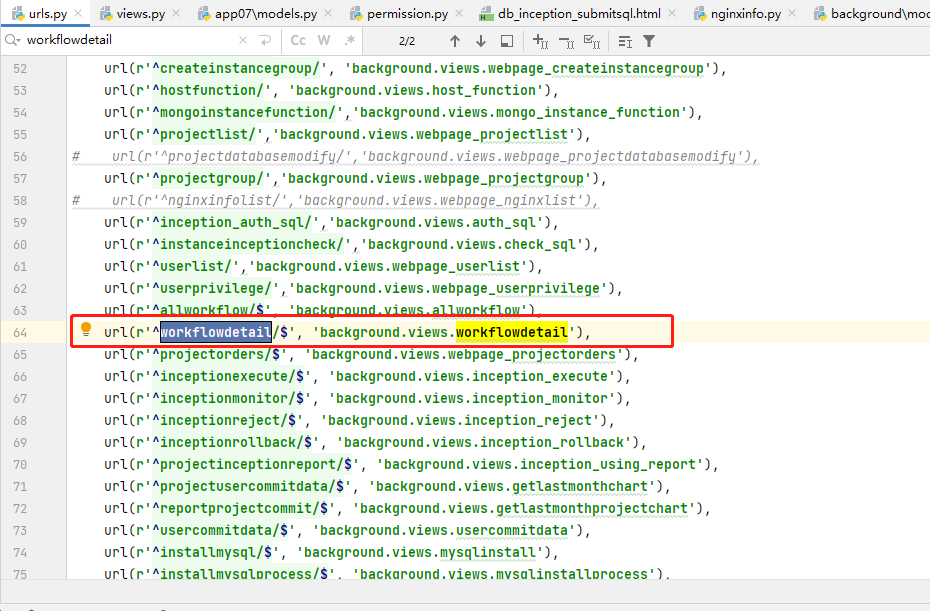 urls.py views.py app07\models.py permission.py db_inception_submitsql.html nginxinfo.py background\mod
workflowdetail Cc W .* 2/2
52 url(r'^createinstancegroup/', 'background.views.webpage_createinstancegroup'),
53 url(r'^hostfunction/', 'background.views.host_function'),
54 url(r'^mongoinstancefunction/','background.views.mongo_instance_function'),
55 url(r'^projectlist/','background.views.webpage_projectlist'),
56 # url(r'^projectdatabasemodify/','background.views.webpage_projectdatabasemodify'),
57 url(r'^projectgroup/','background.views.webpage_projectgroup'),
58 # url(r'^nginxinfolist/','background.views.webpage_nginxlist'),
59 url(r'^inception_auth_sql/','background.views.auth_sql'),
60 url(r'^instanceinceptioncheck/','background.views.check_sql'),
61 url(r'^userlist/','background.views.webpage_userlist'),
62 url(r'^userprivilege/','background.views.webpage_userprivilege'),
63 url(r'^allworkflow/$', 'background.views.allworkflow'),
64 url(r'^workflowdetail/$', 'background.views.workflowdetail'),
65 url(r'^projectorders/$', 'background.views.webpage_projectorders'),
66 url(r'^inceptionexecute/$', 'background.views.inception_execute'),
67 url(r'^inceptionmonitor/$', 'background.views.inception_monitor'),
68 url(r'^inceptionreject/$', 'background.views.inception_reject'),
69 url(r'^inceptionrollback/$', 'background.views.inception_rollback'),
70 url(r'^projectinceptionreport/$', 'background.views.inception_using_report'),
71 url(r'^projectusercommitdata/$', 'background.views.getlastmonthchart'),
72 url(r'^reportprojectcommit/$', 'background.views.getlastmonthprojectchart'),
73 url(r'^usercommitdata/$', 'background.views.usercommitdata'),
74 url(r'^installmysql/$', 'background.views.mysqlinstall'),
75 url(r'^installmysqlprocess/$', 'background.views.mysqlinstallprocess'),